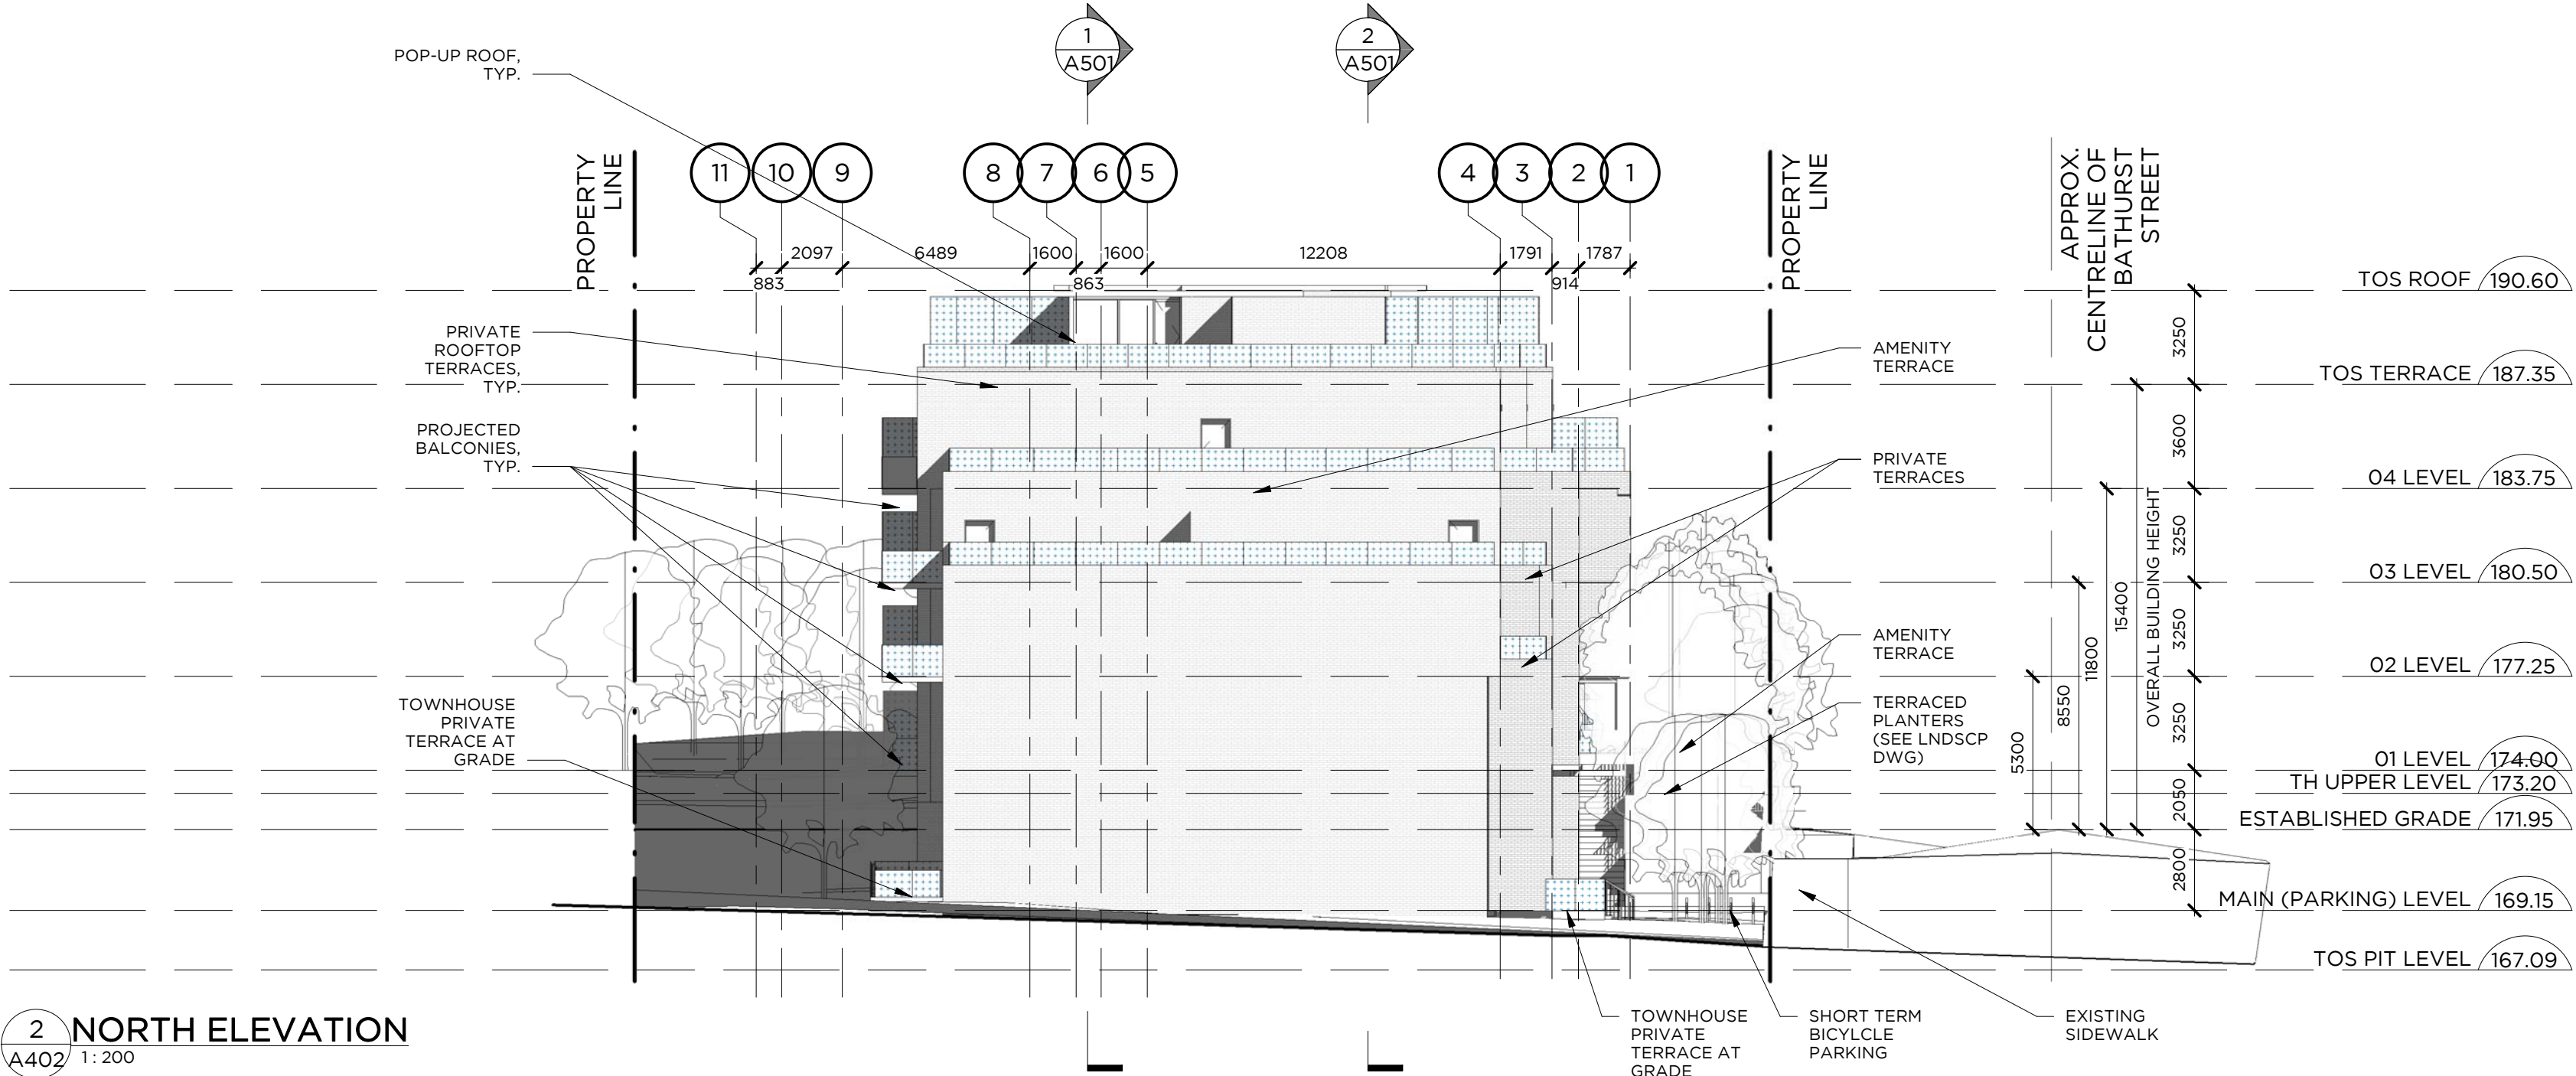 1
A501
2
A501
POP-UP ROOF,
TYP.
PROPERTY
LINE
11
10
9
8
7
6
5
4
3
2
1
PROPERTY
LINE
APPROX.
CENTRELINE OF
BATHURST
STREET
2097
6489
1600
1600
12208
1791
1787
883
863
914
TOS ROOF 190.60
3250
PRIVATE
ROOFTOP
TERRACES,
TYP.
AMENITY
TERRACE
TOS TERRACE 187.35
3600
PROJECTED
BALCONIES,
TYP.
PRIVATE
TERRACES
04 LEVEL 183.75
3250
03 LEVEL 180.50
3250
15400
OVERALL BUILDING HEIGHT
11800
8550
5300
AMENITY
TERRACE
02 LEVEL 177.25
3250
TOWNHOUSE
PRIVATE
TERRACE AT
GRADE
TERRACED
PLANTERS
(SEE LNDSCP
DWG)
01 LEVEL 174.00
TH UPPER LEVEL 173.20
2050
ESTABLISHED GRADE 171.95
2800
MAIN (PARKING) LEVEL 169.15
TOS PIT LEVEL 167.09
TOWNHOUSE
PRIVATE
TERRACE AT
GRADE
SHORT TERM
BICYLCLE
PARKING
EXISTING
SIDEWALK
2
A402
NORTH ELEVATION
1 : 200